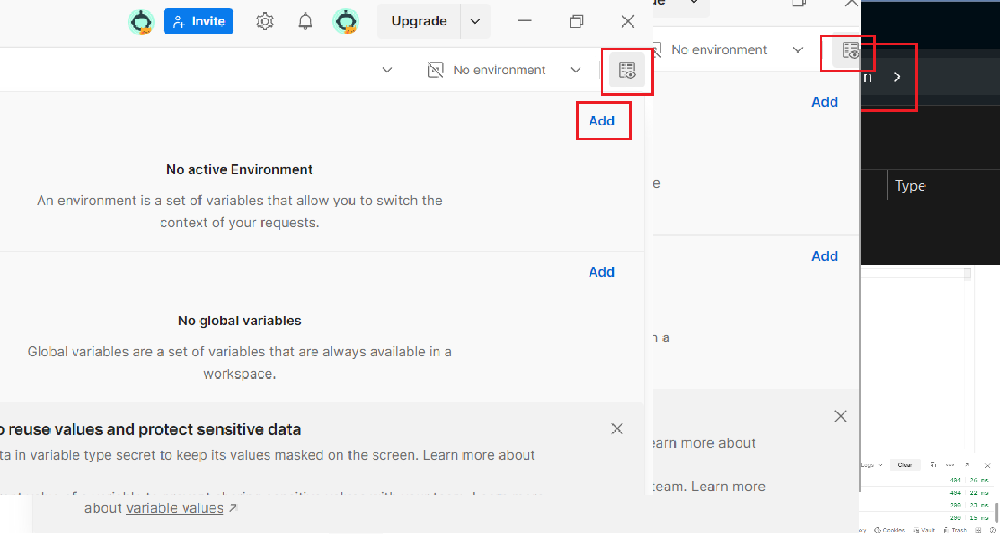 Invite
Upgrade
No environment
No environment
Add
Add
No active Environment
An environment is a set of variables that allow you to switch the
context of your requests.
Type
Add
Add
No global variables
Global variables are a set of variables that are always available in a
workspace.
a
reuse values and protect sensitive data
in variable type secret to keep its values masked on the screen. Learn more about
more about
team. Learn more
about variable values
Logs
Clear
404 26 ms
404 22 ms
200 23 ms
200 15 ms
Cookies Vault Trash